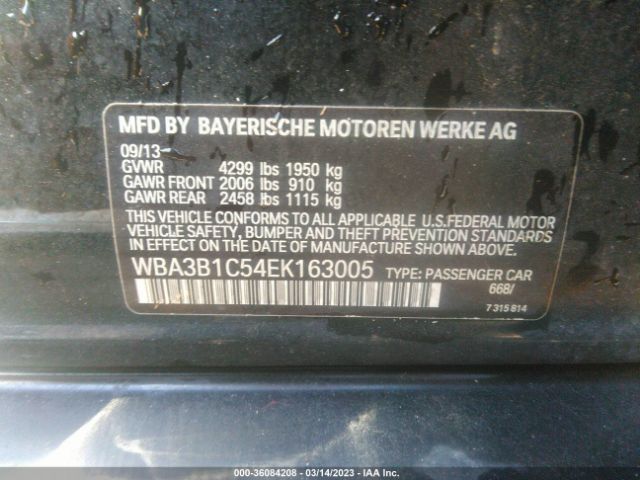 MFD BY BAYERISCHE MOTOREN WERKE AG
09/13
GVWR 4299 lbs 1950 kg
GAWR FRONT 2006 lbs 910 kg
GAWR REAR 2458 lbs 1115 kg
THIS VEHICLE CONFORMS TO ALL APPLICABLE U.S.FEDERAL MOTOR
VEHICLE SAFETY, BUMPER AND THEFT PREVENTION STANDARDS
IN EFFECT ON THE DATE OF MANUFACTURE SHOWN ABOVE.
WBA3B1C54EK163005 TYPE: PASSENGER CAR
668/
7 315 814
000-36084208 - 03/14/2023 - IAA Inc.